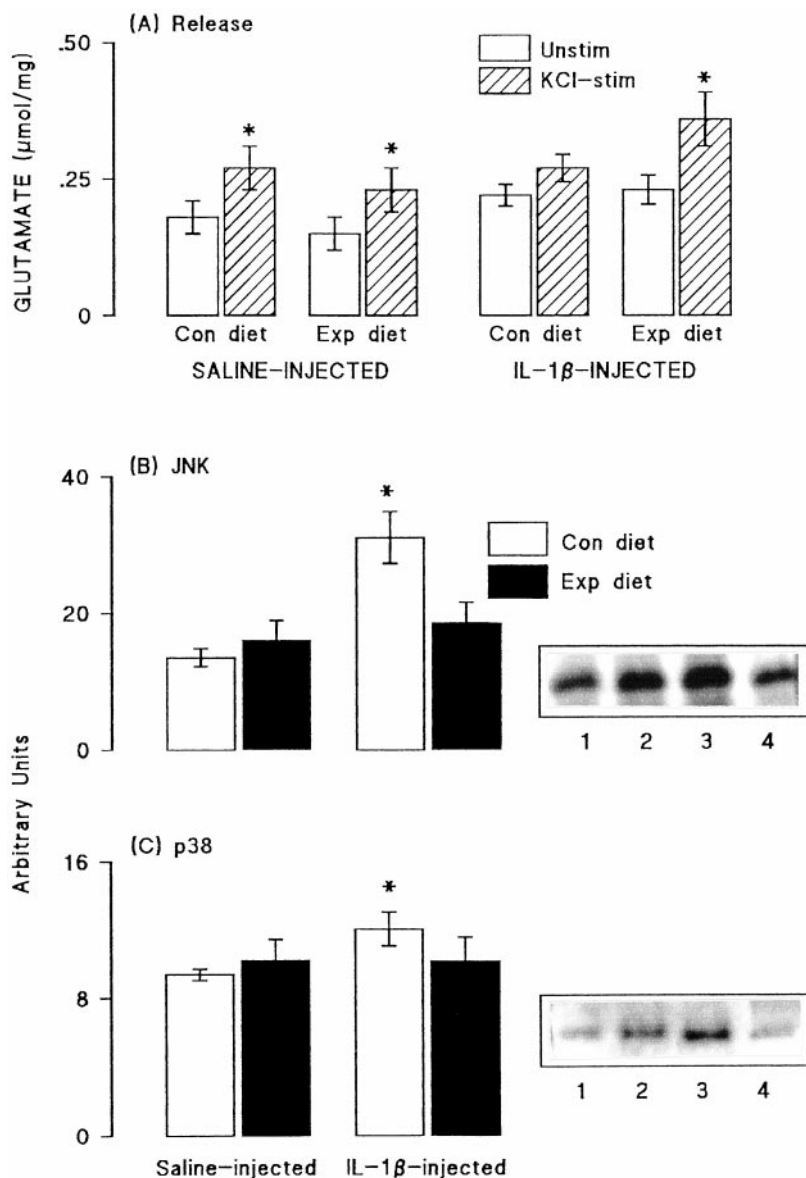 (A) Release
.50
.25
0
GLUTAMATE (μmol/mg)
Unstim
KCl-stim
* * *
Con diet Exp diet Con diet Exp diet
SALINE-INJECTED IL-1β-INJECTED
(B) JNK
40
20
0
*
Con diet
Exp diet
1 2 3 4
Arbitrary Units
(C) p38
16
8
0
*
1 2 3 4
Saline-injected IL-1β-injected